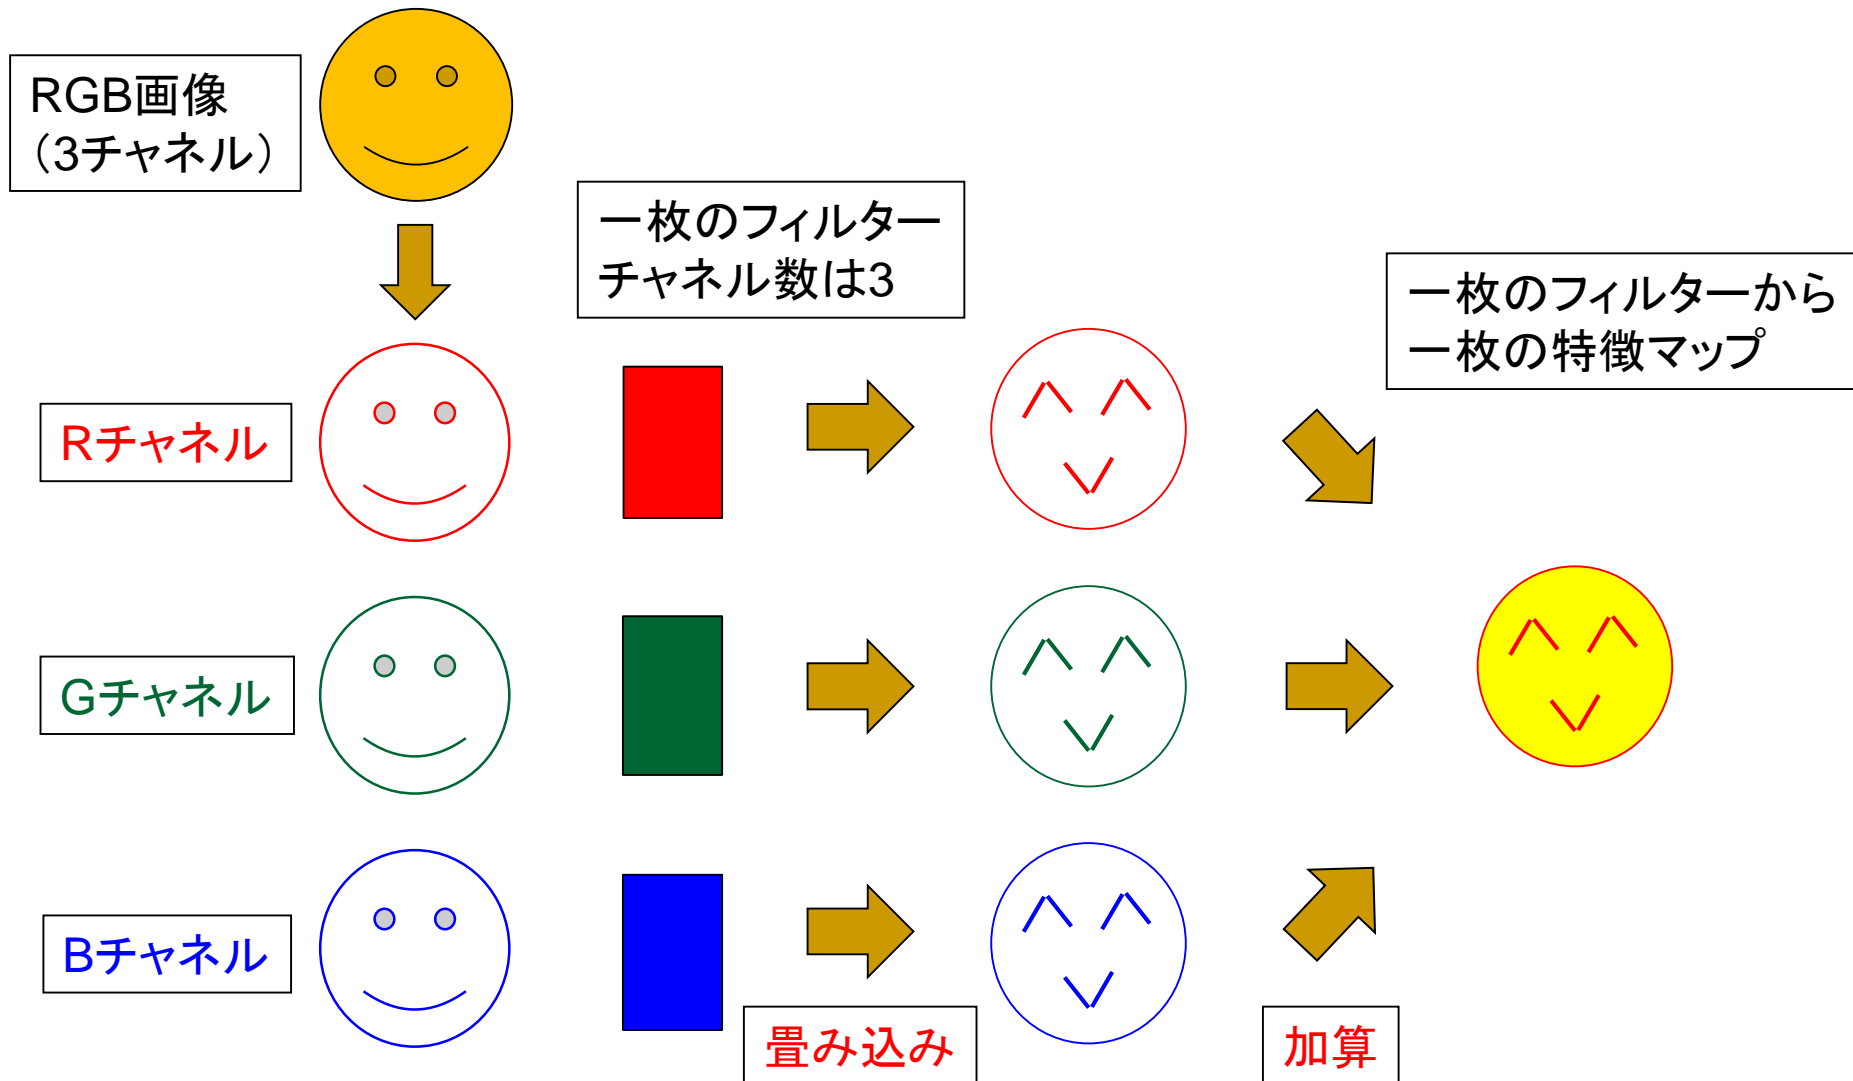 RGB画像
（3チャネル）
一枚のフィルター
チャネル数は3
一枚のフィルターから
一枚の特徴マップ
Rチャネル
Gチャネル
Bチャネル
畳み込み
加算